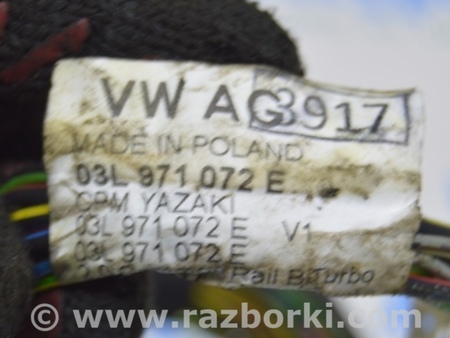 VW AG 3917
MADE IN POLAND
03L 971 072 E
CPM YAZAKI
03L 971 072 E V1
03L 971 072 E
Rail BiTurbo
www.razborki.com